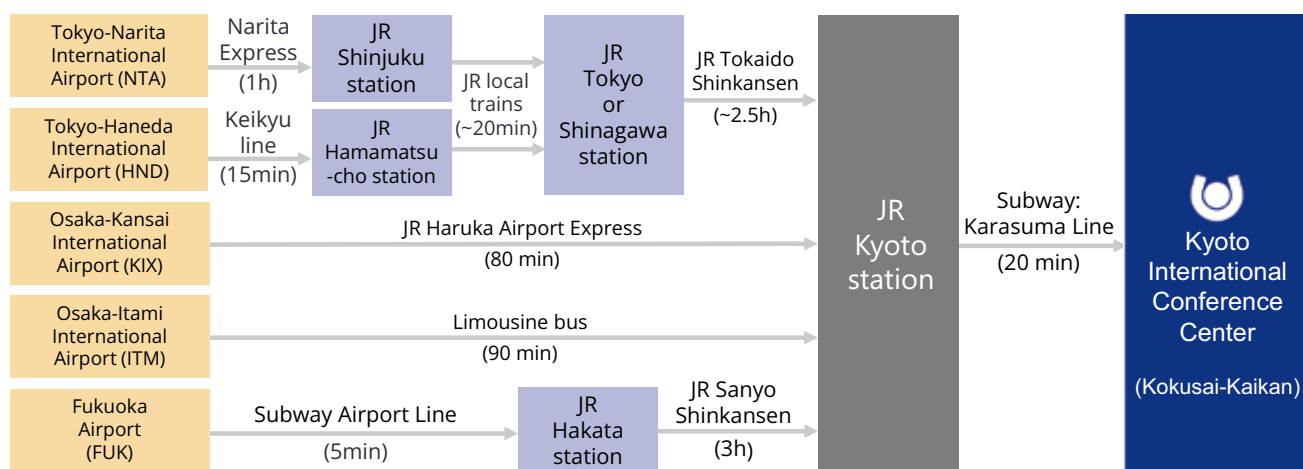 Tokyo-Narita
International
Airport (NTA)
Narita
Express
(1h)
JR
Shinjuku
station
JR local
trains
(~20min)
JR
Tokyo
or
Shinagawa
station
JR Tokaido
Shinkansen
(~2.5h)
Tokyo-Haneda
International
Airport (HND)
Keikyu
line
(15min)
JR
Hamamatsu
-cho station
Osaka-Kansai
International
Airport (KIX)
JR Haruka Airport Express
(80 min)
Osaka-Itami
International
Airport (ITM)
Limousine bus
(90 min)
Fukuoka
Airport
(FUK)
Subway Airport Line
(5min)
JR
Hakata
station
JR Sanyo
Shinkansen
(3h)
JR
Kyoto
station
Subway:
Karasuma Line
(20 min)
Kyoto
International
Conference
Center
(Kokusai-Kaikan)